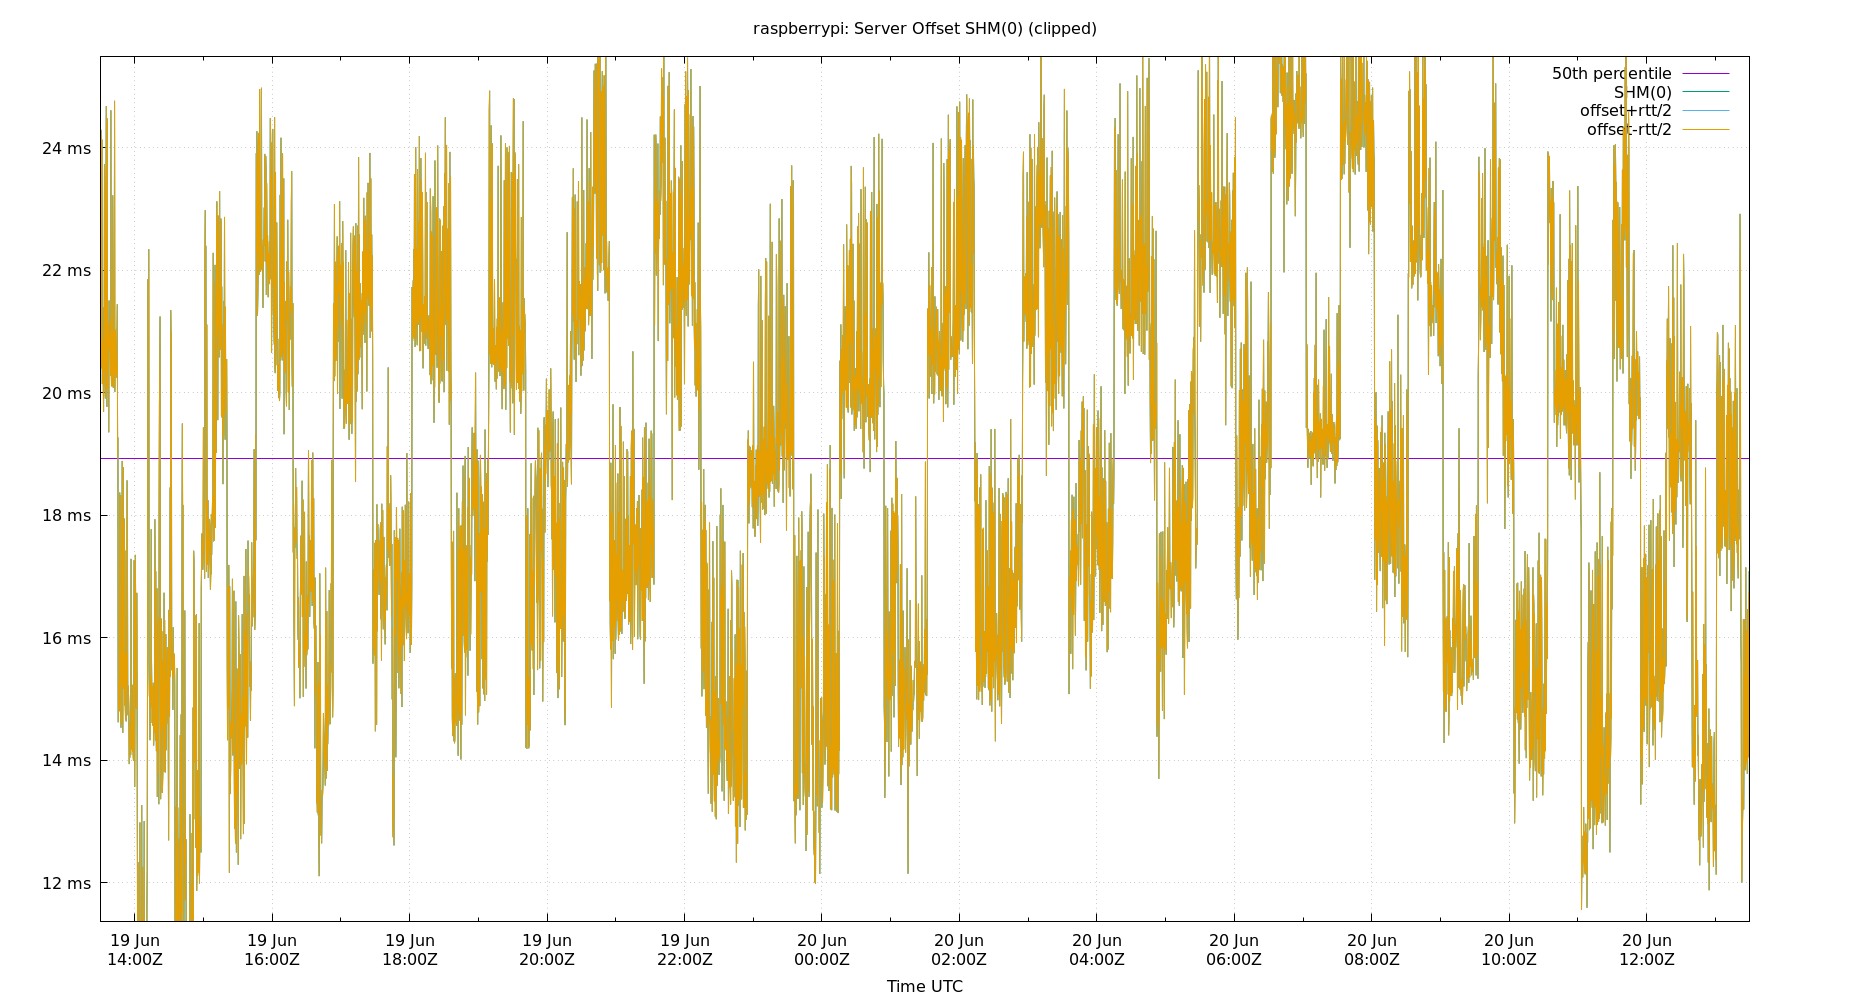 raspberrypi: Server Offset SHM(0) (clipped)
50th percentile
SHM(0)
offset+rtt/2
offset-rtt/2
24 ms
22 ms
20 ms
18 ms
16 ms
14 ms
12 ms
19 Jun 19 Jun 19 Jun 19 Jun 19 Jun 20 Jun 20 Jun 20 Jun 20 Jun 20 Jun 20 Jun 20 Jun
14:00Z 16:00Z 18:00Z 20:00Z 22:00Z 00:00Z 02:00Z 04:00Z 06:00Z 08:00Z 10:00Z 12:00Z
Time UTC